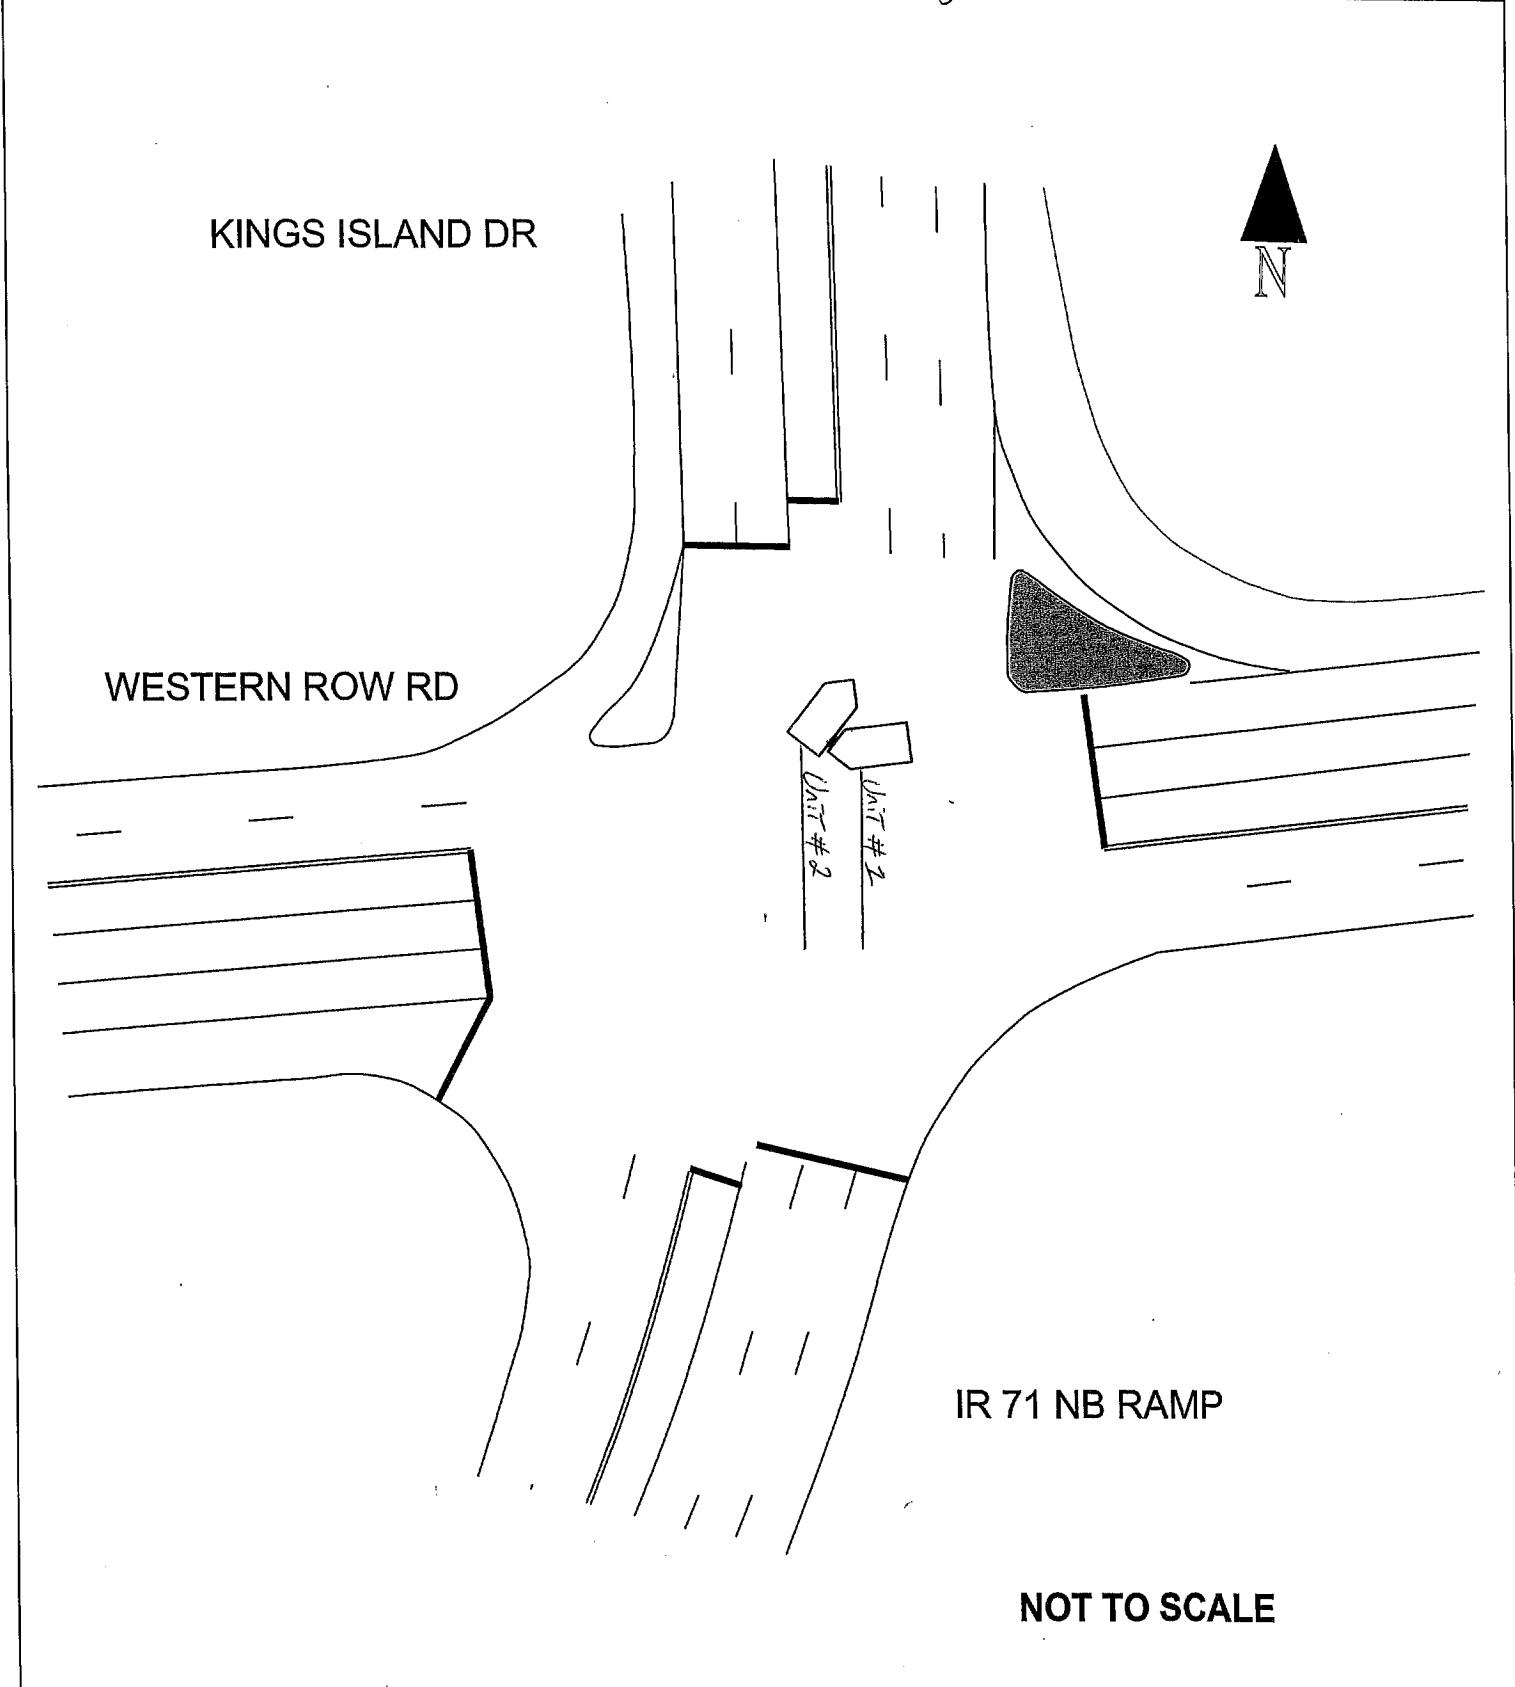 KINGS ISLAND DR
N
WESTERN ROW RD
Unit # 2
Unit # 1
IR 71 NB RAMP
NOT TO SCALE